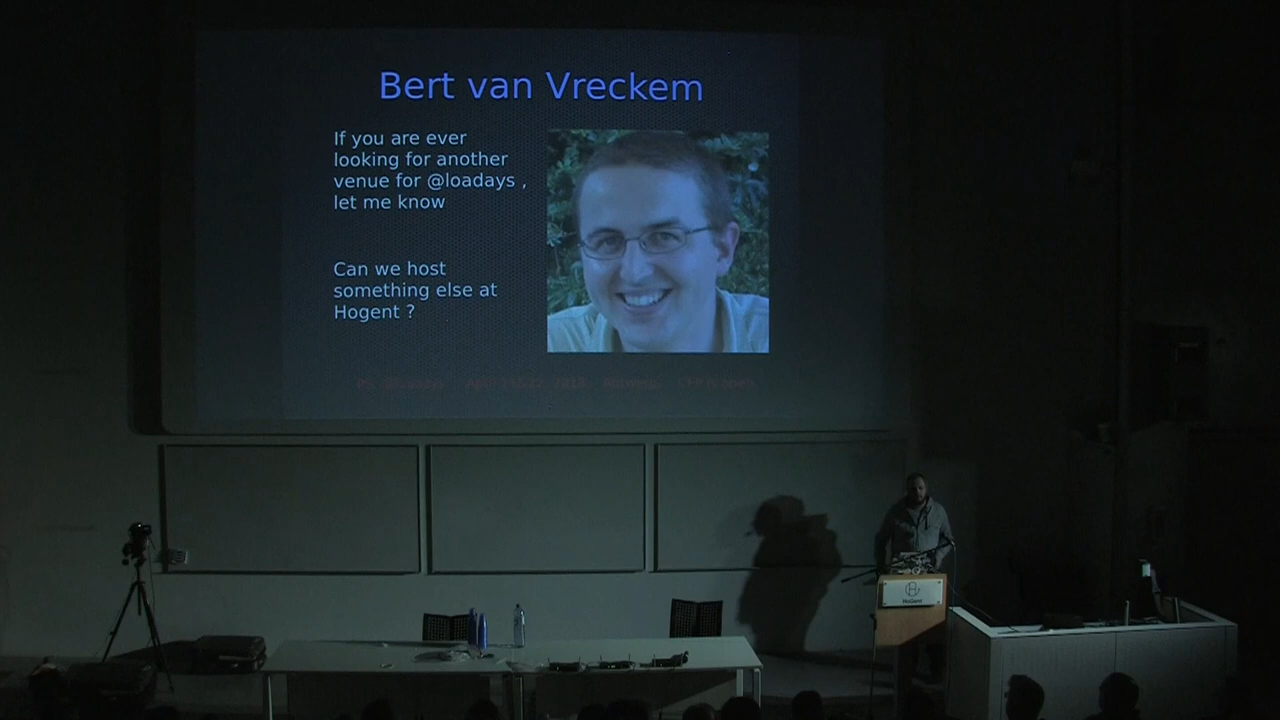 Bert van Vreckem
If you are ever
looking for another
venue for @loadays ,
let me know
Can we host
something else at
Hogent ?
HoGent